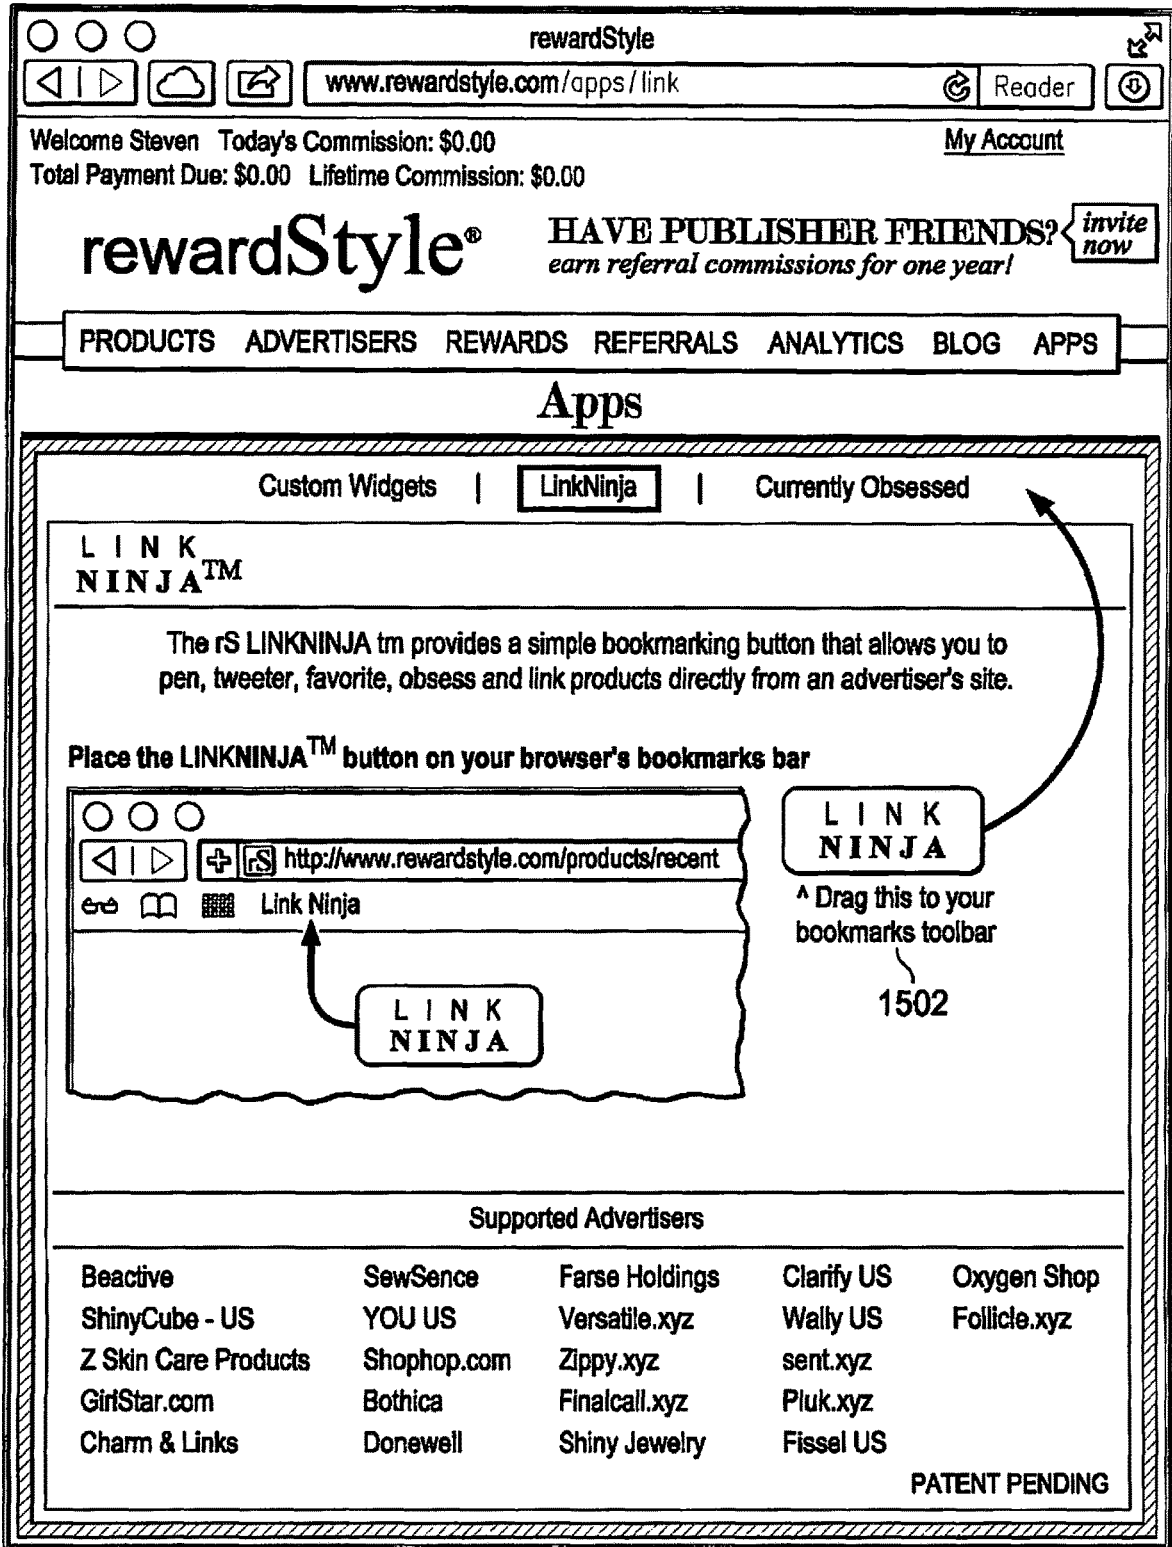 rewardStyle
www.rewardstyle.com/apps/link Reader
Welcome Steven Today's Commission: $0.00 My Account
Total Payment Due: $0.00 Lifetime Commission: $0.00
rewardStyle® HAVE PUBLISHER FRIENDS? invite now
earn referral commissions for one year!
PRODUCTS ADVERTISERS REWARDS REFERRALS ANALYTICS BLOG APPS
Apps
Custom Widgets | LinkNinja | Currently Obsessed
LINK
NINJA™
The rS LINKNINJA tm provides a simple bookmarking button that allows you to
pen, tweeter, favorite, obsess and link products directly from an advertiser's site.
Place the LINKNINJA™ button on your browser's bookmarks bar
rS http://www.rewardstyle.com/products/recent
Link Ninja
LINK
NINJA
LINK
NINJA
^ Drag this to your
bookmarks toolbar
1502
Supported Advertisers
Beactive SewSence Farse Holdings Clarify US Oxygen Shop
ShinyCube - US YOU US Versatile.xyz Wally US Follicle.xyz
Z Skin Care Products Shophop.com Zippy.xyz sent.xyz
GirlStar.com Bothica Finalcall.xyz Pluk.xyz
Charm & Links Donewell Shiny Jewelry Fissel US
PATENT PENDING